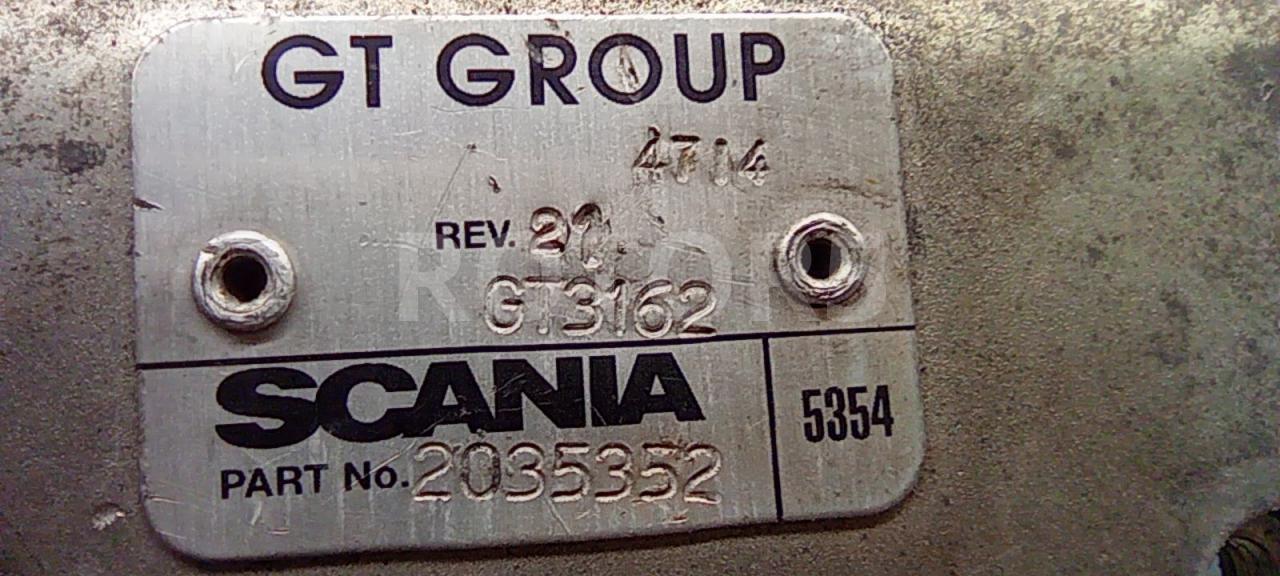 GT GROUP
4714
REV.
GT3162
SCANIA
5354
PART No. 2035352